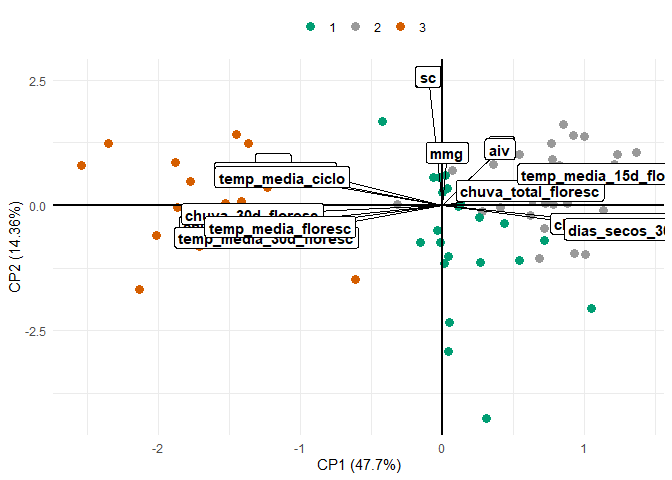 1 2 3
sc
mmg
aiv
temp_media_ciclo
temp_media_15d_flo
chuva_total_floresc
chuva_30d_floresc
temp_media_floresc
temp_media_30d_floresc
dias_secos_30
2.5
0.0
-2.5
CP2 (14.36%)
-2 -1 0 1
CP1 (47.7%)